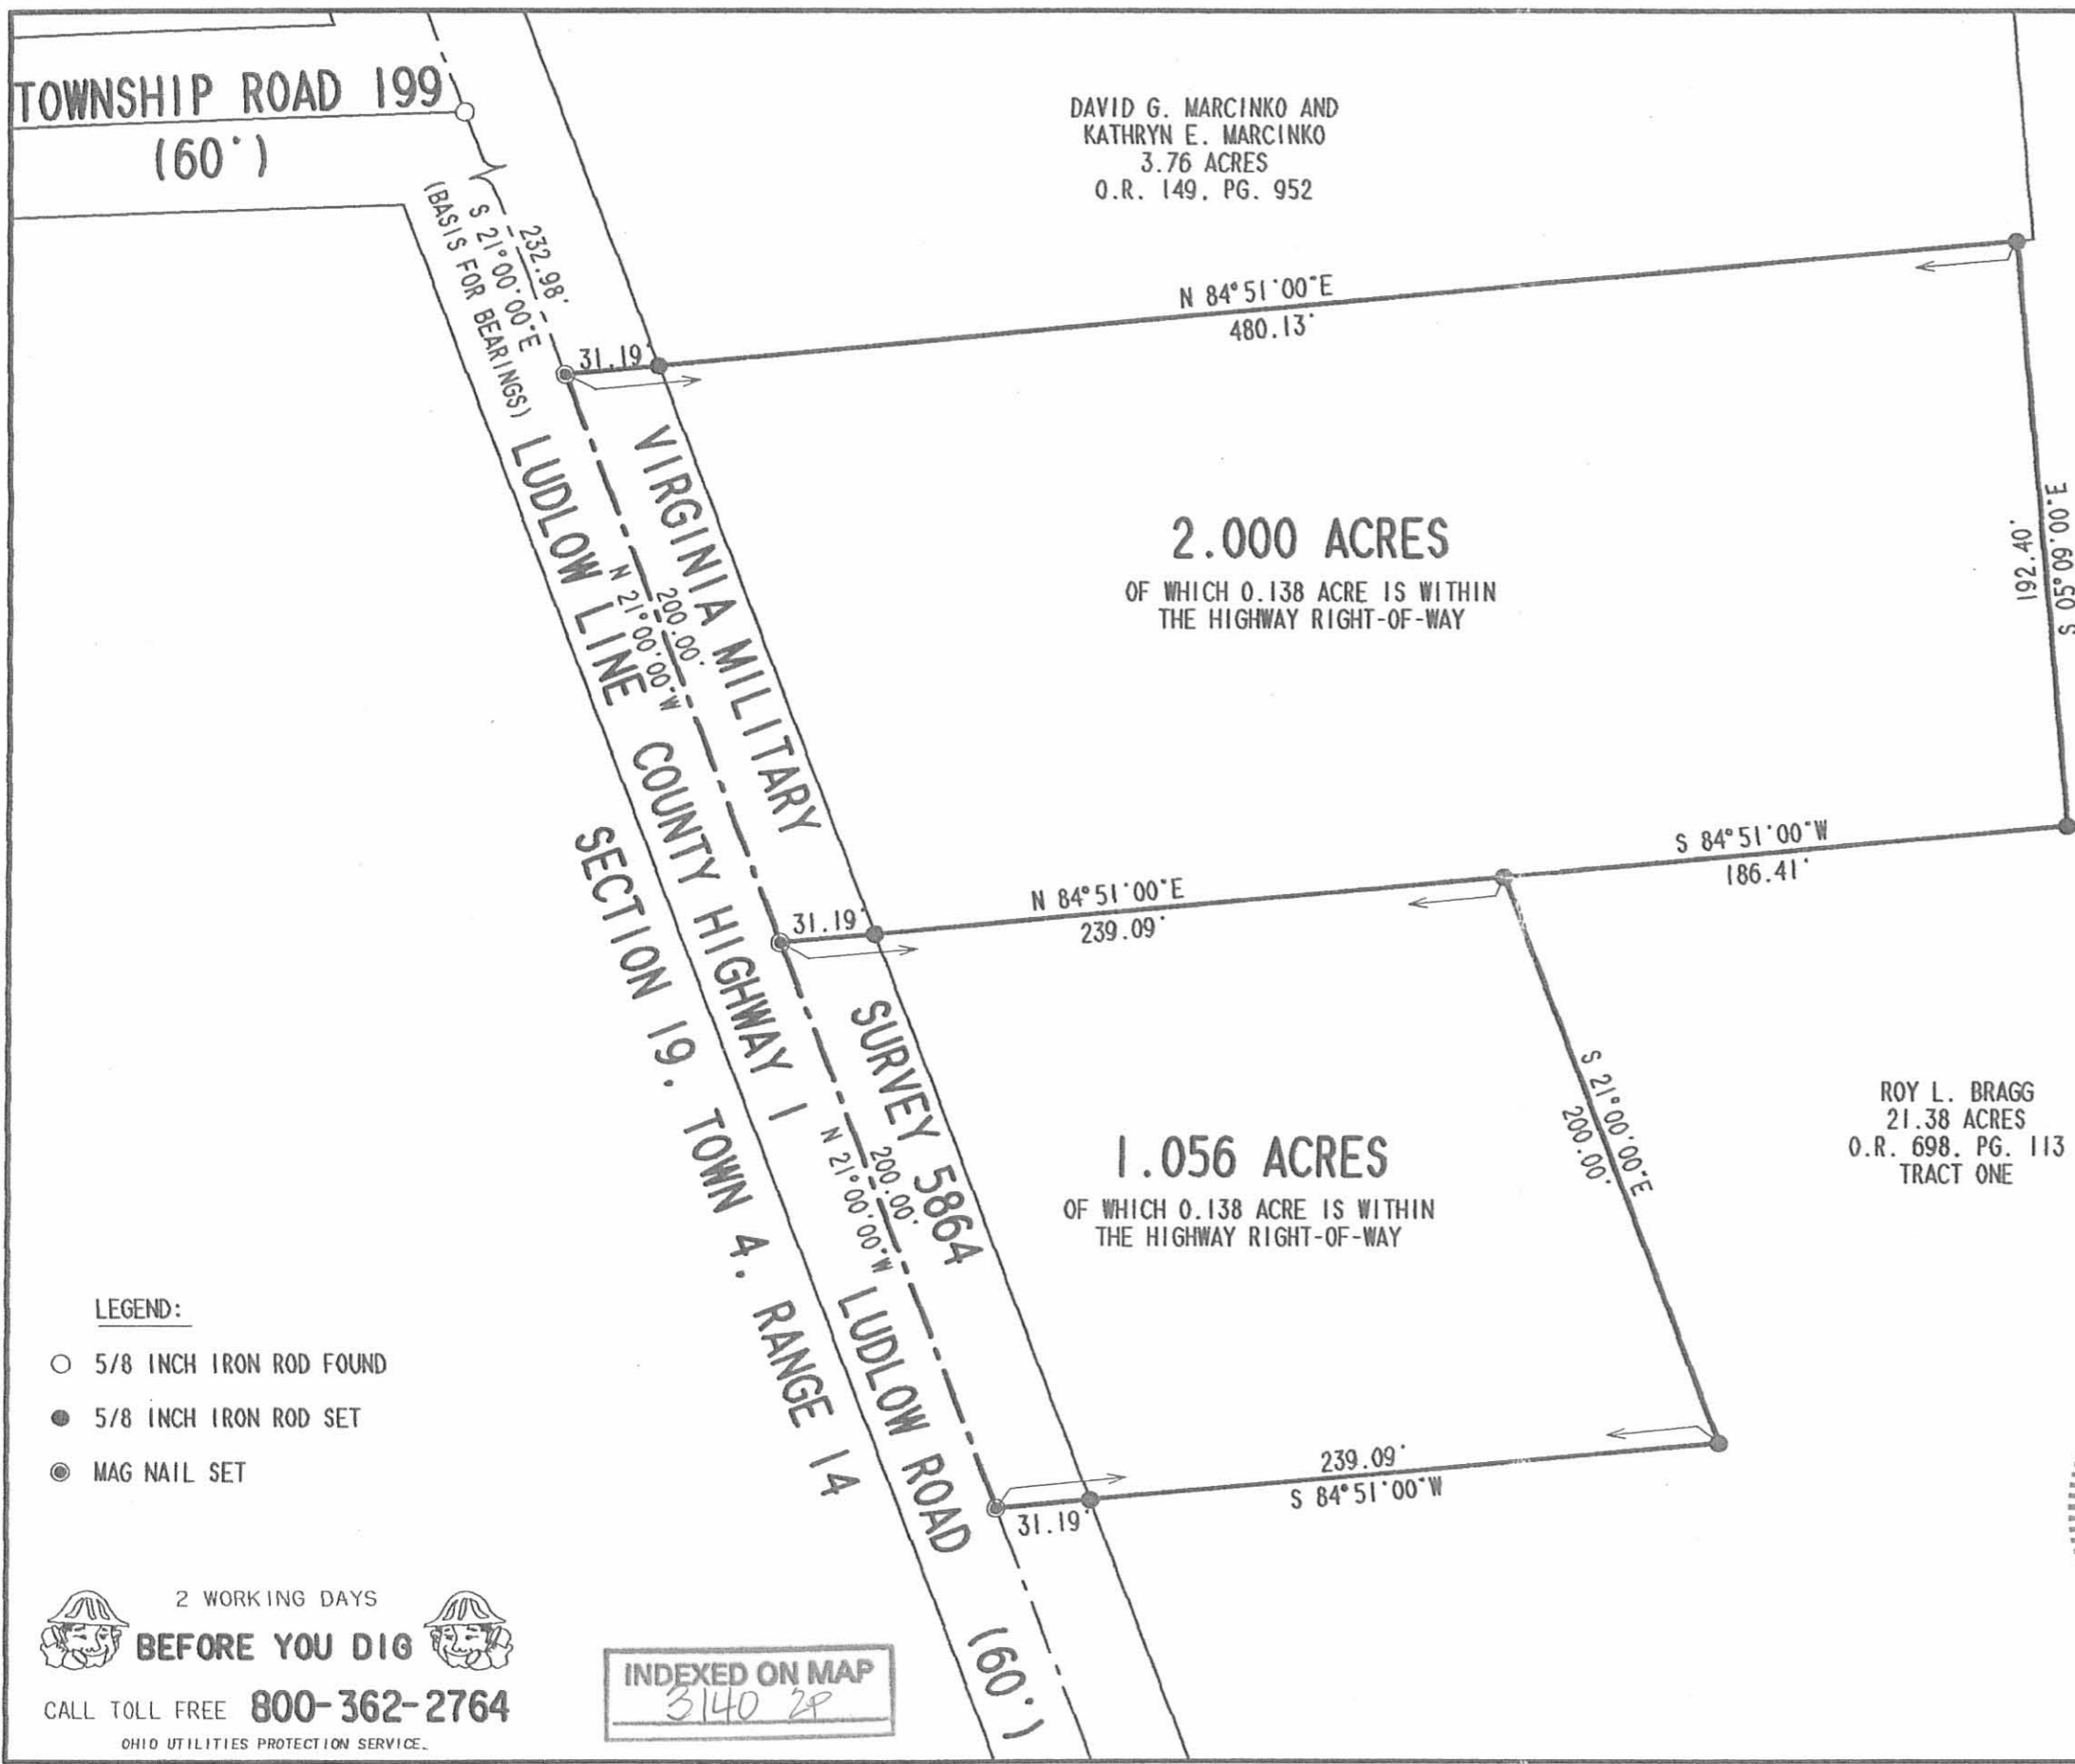 TOWNSHIP ROAD 199
(60')
DAVID G. MARCINKO AND
KATHRYN E. MARCINKO
3.76 ACRES
O.R. 149, PG. 952
232.98'
S 21°00'00"E
(BASIS FOR BEARINGS)
N 84°51'00"E
480.13'
31.19'
LUDLOW LINE
VIRGINIA MILITARY
200.00'
N 21°00'00"W
2.000 ACRES
OF WHICH 0.138 ACRE IS WITHIN
THE HIGHWAY RIGHT-OF-WAY
192.40'
S 05°09'00"E
COUNTY HIGHWAY 1
S 84°51'00"W
186.41'
N 84°51'00"E
239.09'
31.19'
SECTION 19, TOWN 4, RANGE 14
SURVEY 5864
200.00'
N 21°00'00"W
S 21°00'00"E
200.00'
1.056 ACRES
OF WHICH 0.138 ACRE IS WITHIN
THE HIGHWAY RIGHT-OF-WAY
ROY L. BRAGG
21.38 ACRES
O.R. 698, PG. 113
TRACT ONE
LUDLOW ROAD (60')
239.09'
S 84°51'00"W
31.19'
LEGEND:
5/8 INCH IRON ROD FOUND
5/8 INCH IRON ROD SET
MAG NAIL SET
2 WORKING DAYS
BEFORE YOU DIG
CALL TOLL FREE 800-362-2764
OHIO UTILITIES PROTECTION SERVICE.
INDEXED ON MAP
3140 2P